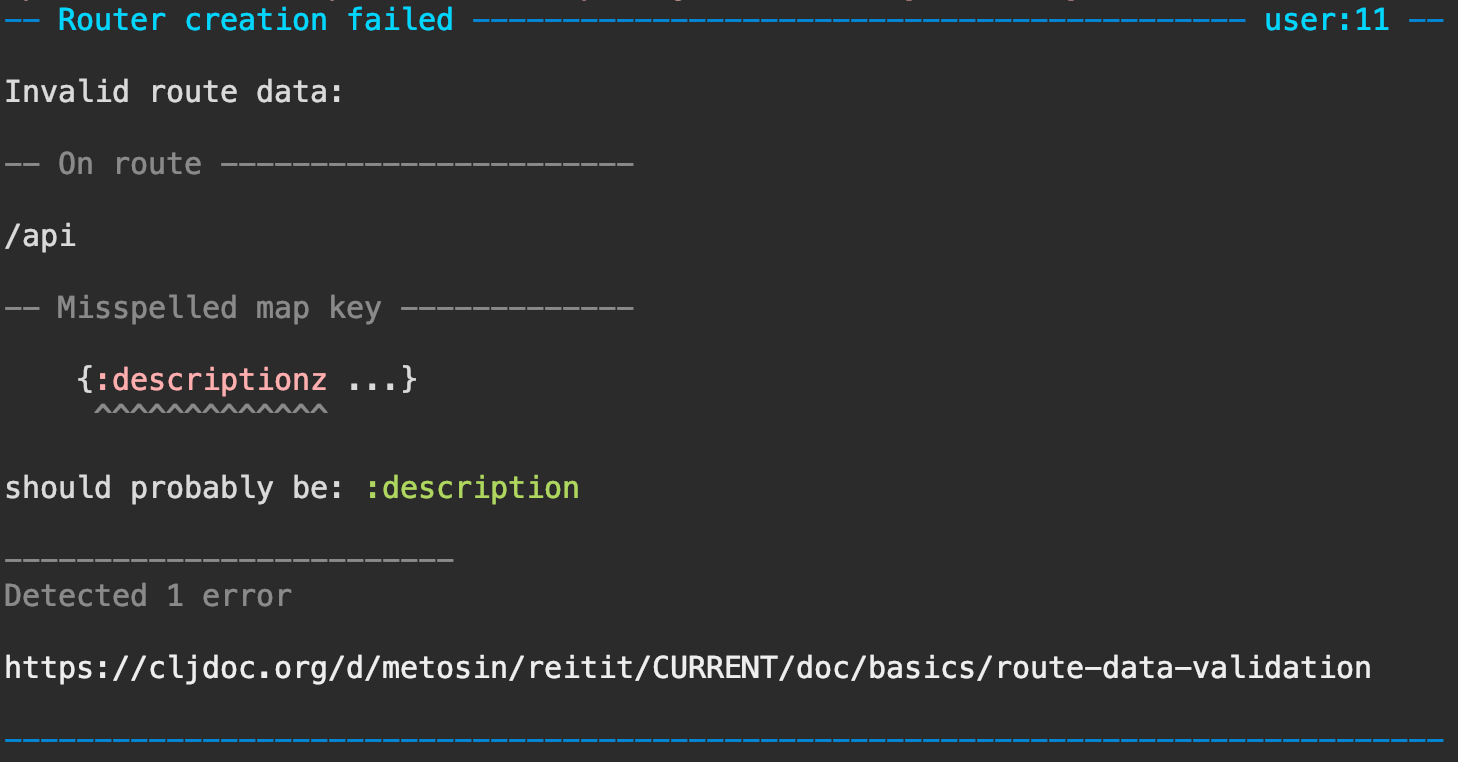 ── Router creation failed ─────────────────────────────────────────── user:11 ──
Invalid route data:
── On route ───────────────────────
/api
── Misspelled map key ─────────────
{:descriptionz ...}
^^^^^^^^^^^^^
should probably be: :description
─────────────────────────
Detected 1 error
https://cljdoc.org/d/metosin/reitit/CURRENT/doc/basics/route-data-validation
────────────────────────────────────────────────────────────────────────────────